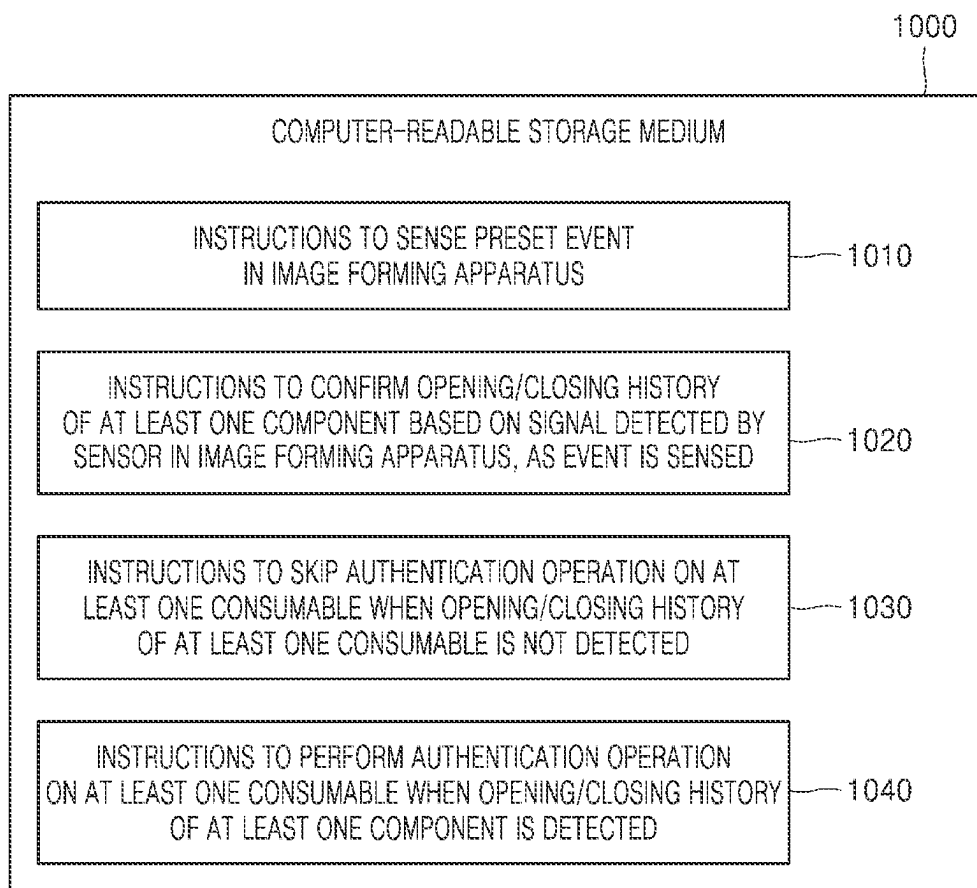 1000
COMPUTER-READABLE STORAGE MEDIUM
INSTRUCTIONS TO SENSE PRESET EVENT
IN IMAGE FORMING APPARATUS
1010
INSTRUCTIONS TO CONFIRM OPENING/CLOSING HISTORY
OF AT LEAST ONE COMPONENT BASED ON SIGNAL DETECTED BY
SENSOR IN IMAGE FORMING APPARATUS, AS EVENT IS SENSED
1020
INSTRUCTIONS TO SKIP AUTHENTICATION OPERATION ON AT
LEAST ONE CONSUMABLE WHEN OPENING/CLOSING HISTORY
OF AT LEAST ONE CONSUMABLE IS NOT DETECTED
1030
INSTRUCTIONS TO PERFORM AUTHENTICATION OPERATION
ON AT LEAST ONE CONSUMABLE WHEN OPENING/CLOSING HISTORY
OF AT LEAST ONE COMPONENT IS DETECTED
1040